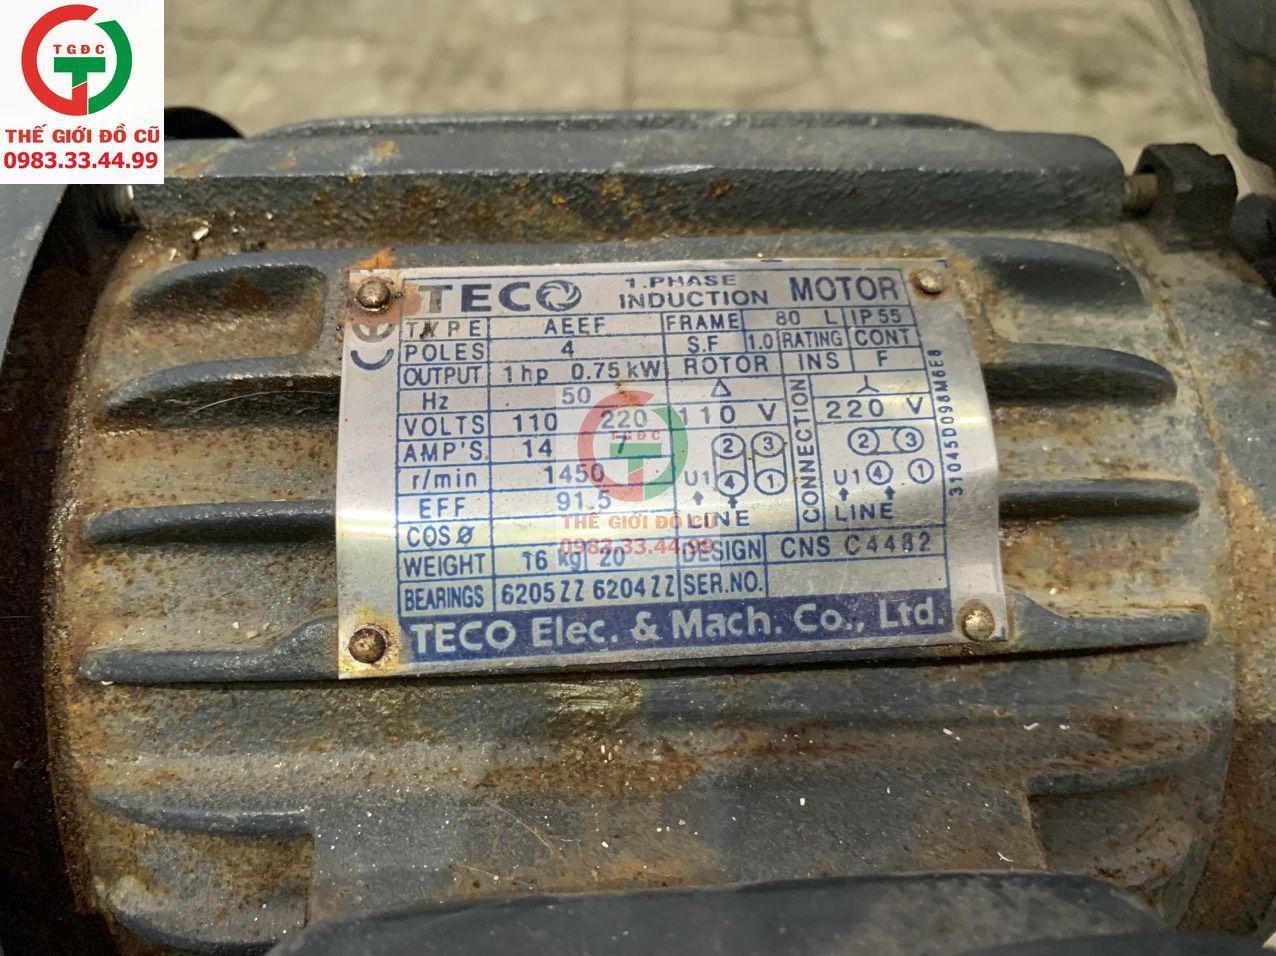 TGĐC
THẾ GIỚI ĐỒ CŨ
0983.33.44.99
TECO 1.PHASE INDUCTION MOTOR
TYPE AEEF FRAME 80 L IP55
POLES 4 S.F 1.0 RATING CONT
OUTPUT 1hp 0.75kW ROTOR INS F
Hz 50 △ 人
VOLTS 110 220 110 V CONNECTION 220 V
AMP'S 14 7 ② ③ ② ③
r/min 1450 U1 ④ ① U1 ④ ①
EFF 91.5 LINE LINE
COS ø
WEIGHT 16 kg 20 DESIGN CNS C4482
BEARINGS 6205ZZ 6204ZZ SER.NO.
TECO Elec. & Mach. Co., Ltd.
31045D098M6E8
TGĐC
THẾ GIỚI ĐỒ CŨ
0983.33.44.99